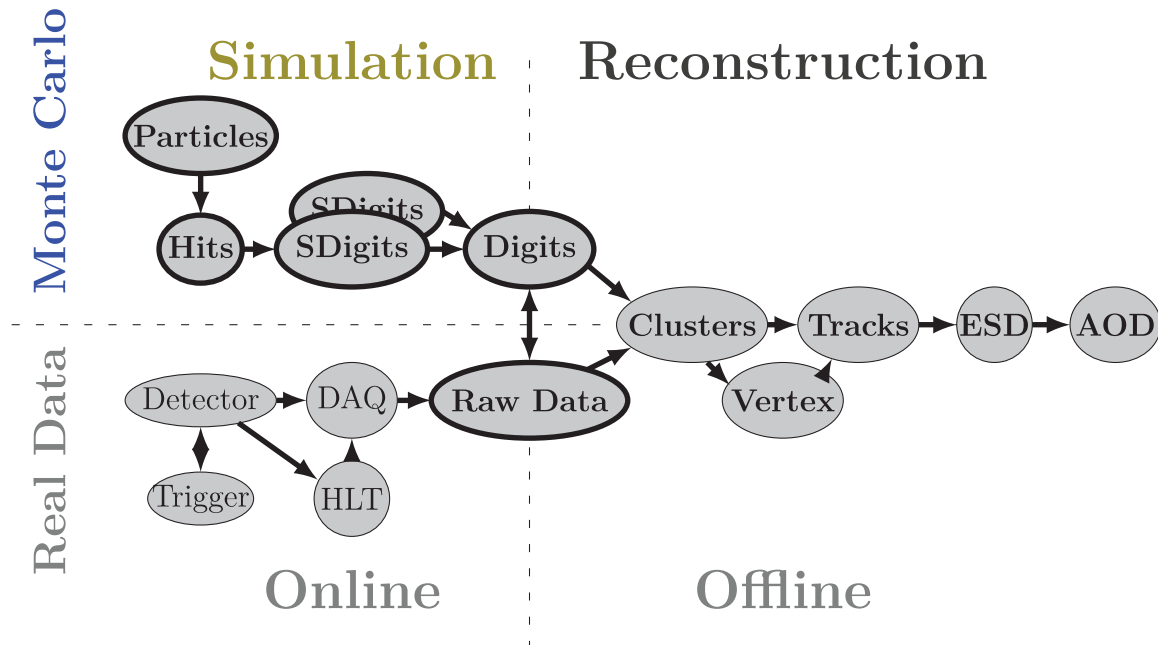 Monte Carlo
Simulation
Reconstruction
Particles
SDigits
Hits
SDigits
Digits
Clusters
Tracks
ESD
AOD
Real Data
Detector
DAQ
Raw Data
Vertex
Trigger
HLT
Online
Offline